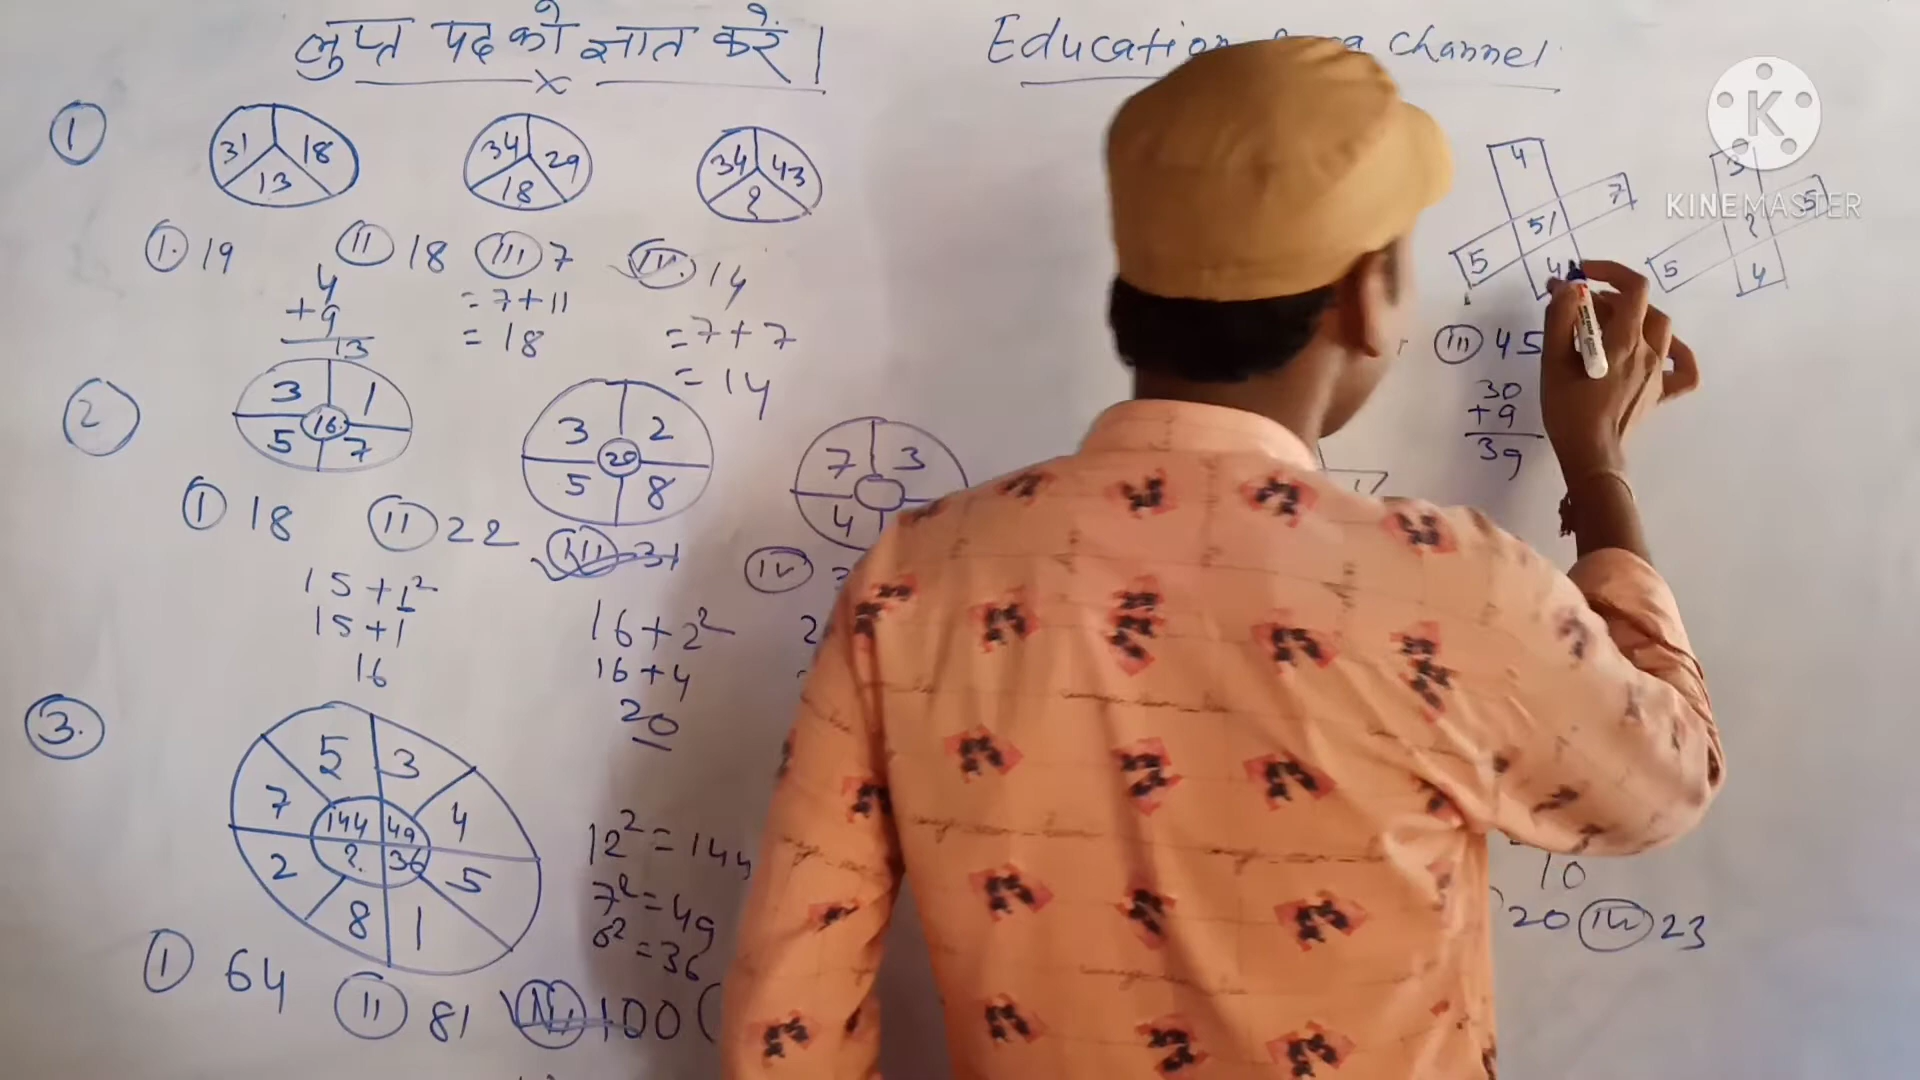 लुप्त पद को ज्ञात करें।
Education channel
KINEMASTER
K
1
31 18 13
34 29 18
34 43 ?
I. 19 II 18 III 7 IV. 14
4
+9
13
= 7+11
= 18
= 7+7
= 14
2
3 1 5 7 16
3 2 5 8 20
7 3 4
I 18 II 22 III 31 IV
15+1²
15+1
16
16+2²
16+4
20
3.
5 3 7 4 144 49 ? 36 2 5 8 1
12² = 144
7² = 49
6² = 36
I 64 II 81 III 100
4 7 51 5 4
3 5 ? 5 4
III 45
30
+9
39
10
20 IV 23